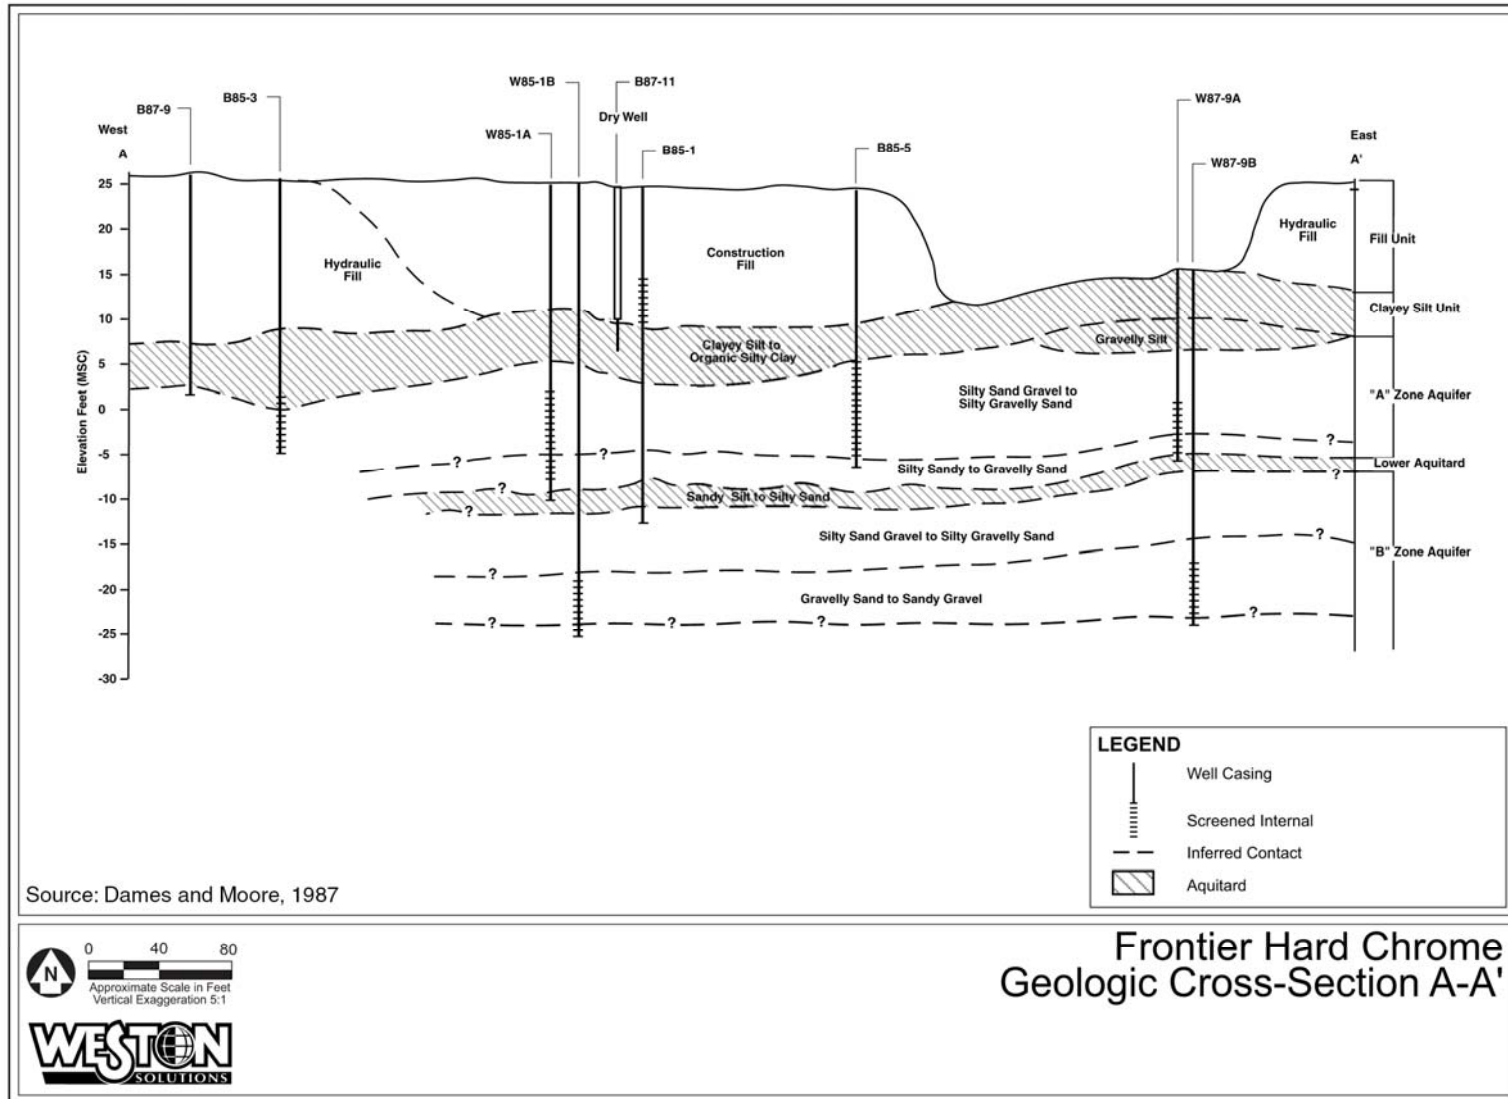 W85-1B
B87-11
B85-3
B87-9
W87-9A
Dry Well
West
W85-1A
East
A
B85-1
B85-5
A'
W87-9B
25
20
15
10
5
0
-5
-10
-15
-20
-25
-30
Elevation Feet (MSC)
Hydraulic
Fill
Construction
Fill
Hydraulic
Fill
Fill Unit
Clayey Silt Unit
Clayey Silt to
Organic Silty Clay
Gravelly Silt
Silty Sand Gravel to
Silty Gravelly Sand
"A" Zone Aquifer
?
?
?
Silty Sandy to Gravelly Sand
Lower Aquitard
?
?
Sandy Silt to Silty Sand
?
Silty Sand Gravel to Silty Gravelly Sand
?
"B" Zone Aquifer
?
Gravelly Sand to Sandy Gravel
?
?
?
?
LEGEND
Well Casing
Screened Internal
Inferred Contact
Aquitard
Source: Dames and Moore, 1987
N
0 40 80
Approximate Scale in Feet
Vertical Exaggeration 5:1
WESTON
SOLUTIONS
Frontier Hard Chrome
Geologic Cross-Section A-A'